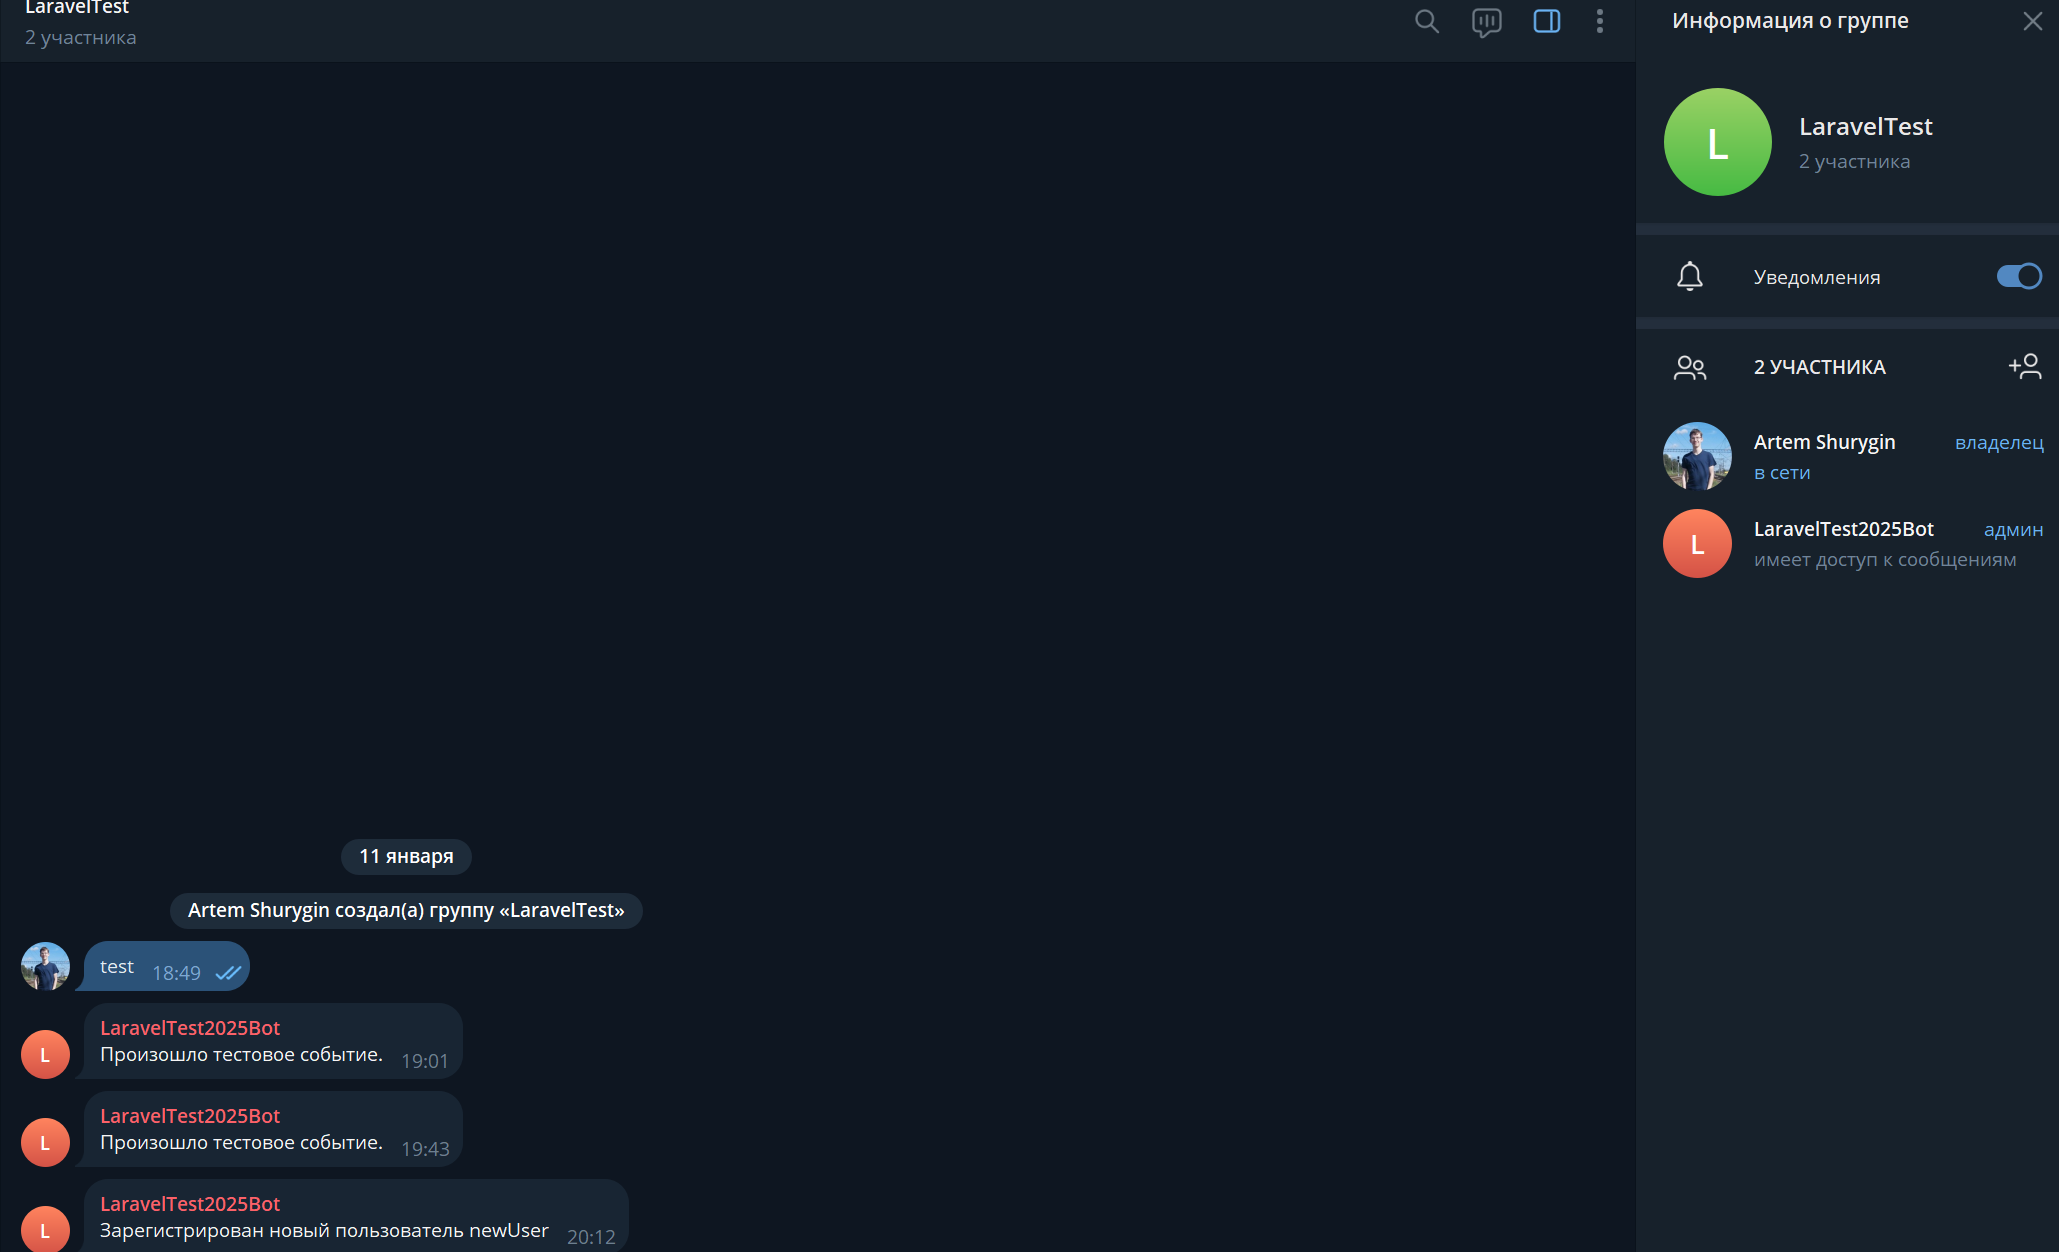 LaravelTest
2 участника
11 января
Artem Shurygin создал(а) группу «LaravelTest»
test 18:49
LaravelTest2025Bot
Произошло тестовое событие. 19:01
L
LaravelTest2025Bot
Произошло тестовое событие. 19:43
L
LaravelTest2025Bot
Зарегистрирован новый пользователь newUser 20:12
L
Информация о группе
L
LaravelTest
2 участника
Уведомления
2 УЧАСТНИКА
Artem Shurygin владелец
в сети
L
LaravelTest2025Bot админ
имеет доступ к сообщениям